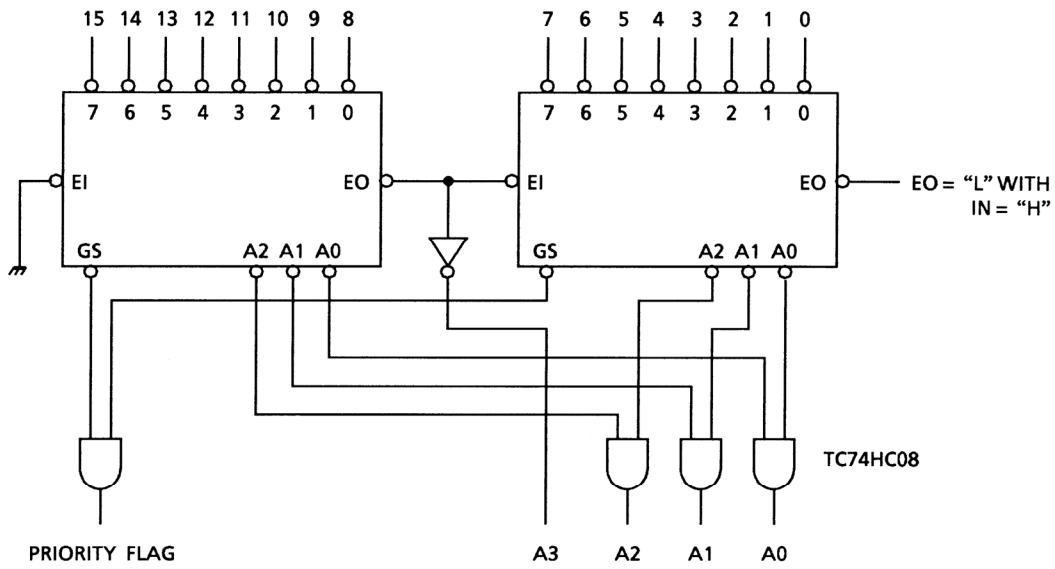 15 14 13 12 11 10 9 8
7 6 5 4 3 2 1 0
7 6 5 4 3 2 1 0
7 6 5 4 3 2 1 0
EI
EO
EI
EO
EO = "L" WITH
IN = "H"
GS
A2 A1 A0
GS
A2 A1 A0
TC74HC08
PRIORITY FLAG
A3
A2
A1
A0